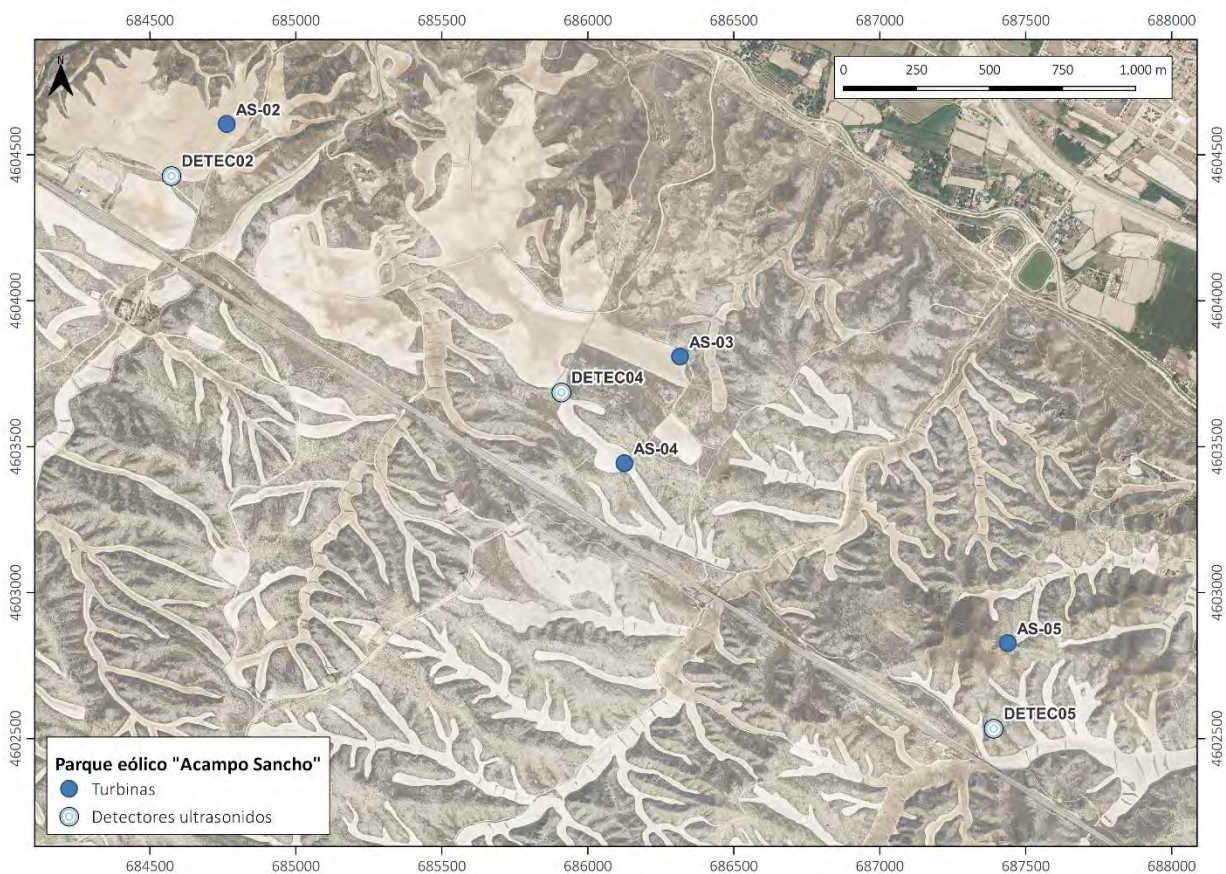 684500 685000 685500 686000 686500 687000 687500 688000
N
0 250 500 750 1.000 m
AS-02
DETEC02
4604500 4604500
4604000 4604000
AS-03
DETEC04
AS-04
4603500 4603500
4603000 4603000
AS-05
DETEC05
4602500 4602500
Parque eólico "Acampo Sancho"
Turbinas
Detectores ultrasonidos
684500 685000 685500 686000 686500 687000 687500 688000